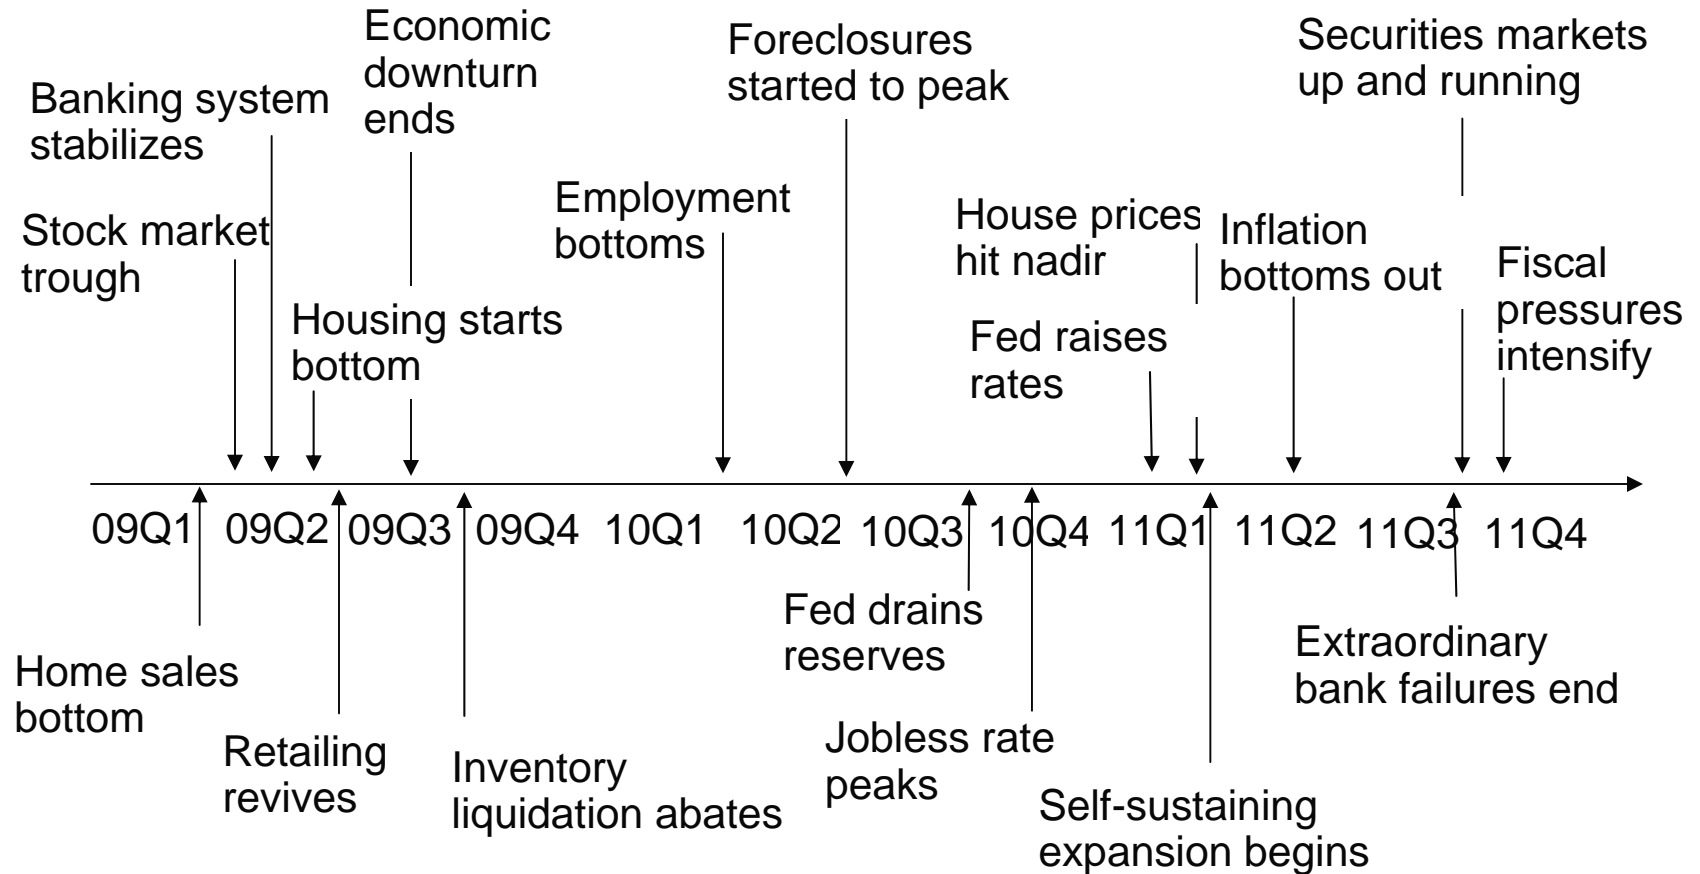 Economic
downturn
ends
Foreclosures
started to peak
Securities markets
up and running
Banking system
stabilizes
Employment
bottoms
House prices
hit nadir
Inflation
bottoms out
Stock market
trough
Fiscal
pressures
intensify
Housing starts
bottom
Fed raises
rates
09Q1 09Q2 09Q3 09Q4 10Q1 10Q2 10Q3 10Q4 11Q1 11Q2 11Q3 11Q4
Fed drains
reserves
Home sales
bottom
Extraordinary
bank failures end
Retailing
revives
Inventory
liquidation abates
Jobless rate
peaks
Self-sustaining
expansion begins